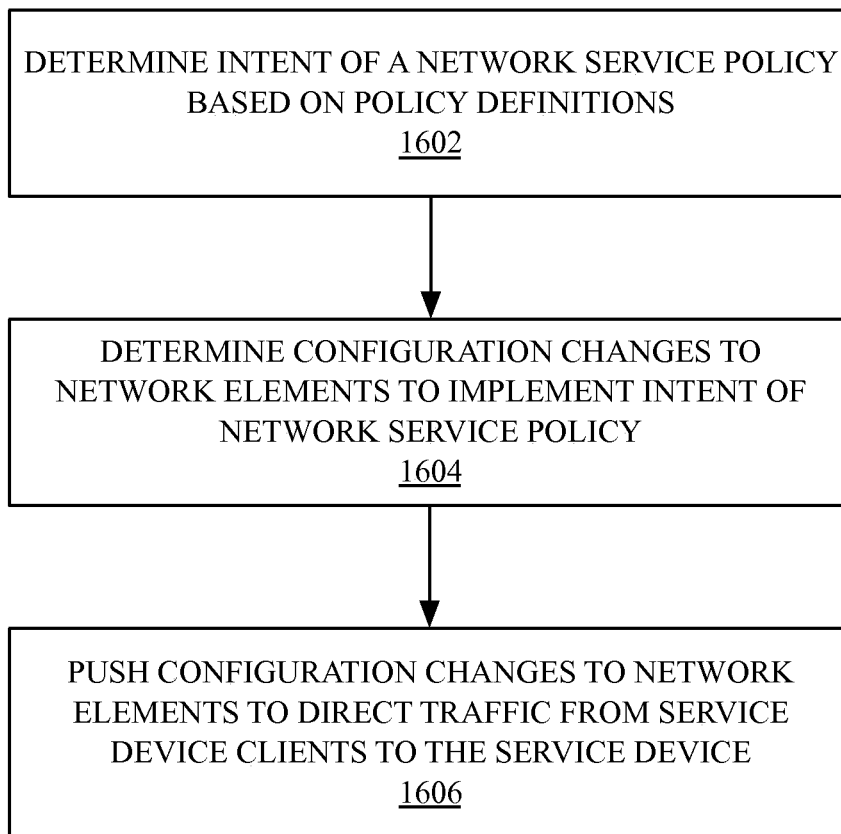 DETERMINE INTENT OF A NETWORK SERVICE POLICY
BASED ON POLICY DEFINITIONS
1602
DETERMINE CONFIGURATION CHANGES TO
NETWORK ELEMENTS TO IMPLEMENT INTENT OF
NETWORK SERVICE POLICY
1604
PUSH CONFIGURATION CHANGES TO NETWORK
ELEMENTS TO DIRECT TRAFFIC FROM SERVICE
DEVICE CLIENTS TO THE SERVICE DEVICE
1606